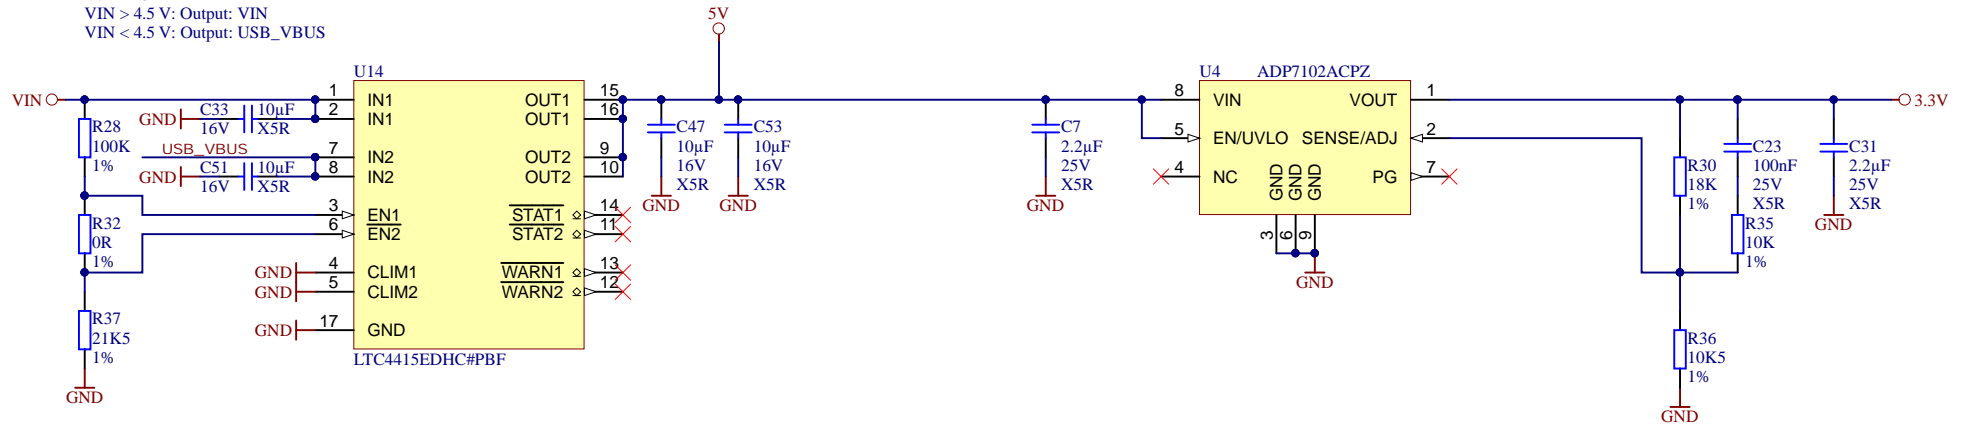 VIN > 4.5 V: Output: VIN
VIN < 4.5 V: Output: USB_VBUS
5V
U14
U4 ADP7102ACPZ
VIN
GND
C33
16V
10µF
X5R
R28
100K
1%
USB_VBUS
GND
C51
16V
10µF
X5R
R32
0R
1%
R37
21K5
1%
GND
1 IN1
2 IN1
7 IN2
8 IN2
3 EN1
6 EN2
4 CLIM1
5 CLIM2
17 GND
GND
GND
GND
OUT1 15
OUT1 16
OUT2 9
OUT2 10
STAT1 14
STAT2 11
WARN1 13
WARN2 12
LTC4415EDHC#PBF
C47
10µF
16V
X5R
GND
C53
10µF
16V
X5R
GND
C7
2.2µF
25V
X5R
GND
8 VIN
5 EN/UVLO
4 NC
VOUT 1
SENSE/ADJ 2
PG 7
GND
GND
GND
3
6
9
GND
3.3V
R30
18K
1%
C23
100nF
25V
X5R
C31
2.2µF
25V
X5R
GND
R35
10K
1%
R36
10K5
1%
GND